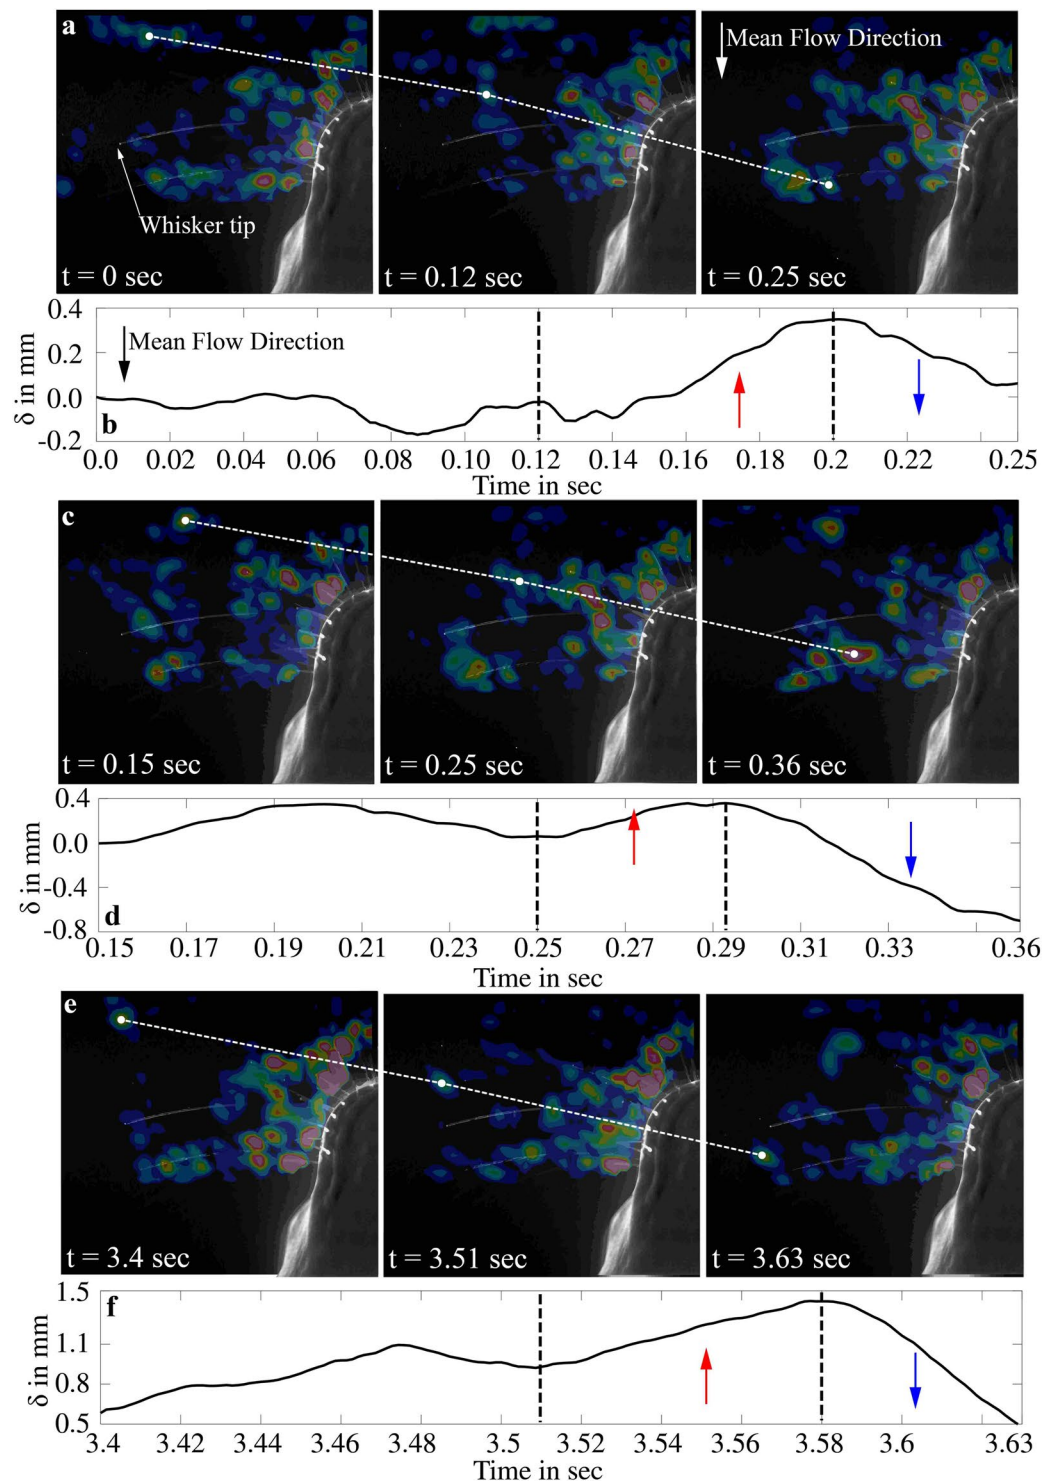 a
Mean Flow Direction
Whisker tip
t = 0 sec
t = 0.12 sec
t = 0.25 sec
0.4
0.2
0.0
-0.2
δ in mm
Mean Flow Direction
b
0.0 0.02 0.04 0.06 0.08 0.10 0.12 0.14 0.16 0.18 0.2 0.22 0.25
Time in sec
c
t = 0.15 sec
t = 0.25 sec
t = 0.36 sec
0.4
0.0
-0.4
-0.8
δ in mm
d
0.15 0.17 0.19 0.21 0.23 0.25 0.27 0.29 0.31 0.33 0.36
Time in sec
e
t = 3.4 sec
t = 3.51 sec
t = 3.63 sec
1.5
1.1
0.8
0.5
δ in mm
f
3.4 3.42 3.44 3.46 3.48 3.5 3.52 3.54 3.56 3.58 3.6 3.63
Time in sec